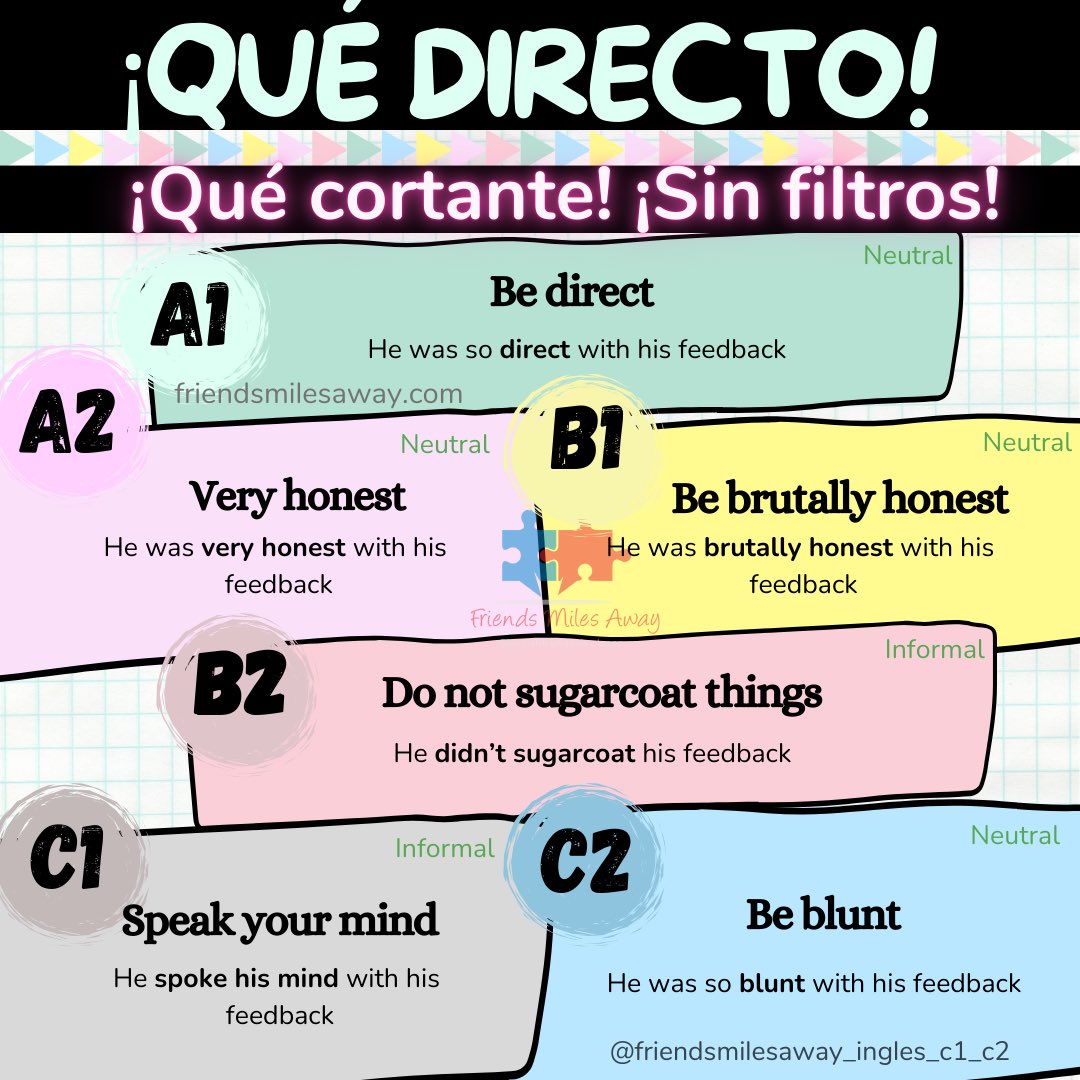 ¡QUÉ DIRECTO!
¡Qué cortante! ¡Sin filtros!
A1
Neutral
Be direct
He was so direct with his feedback
friendsmilesaway.com
A2
Neutral
Very honest
He was very honest with his
feedback
B1
Neutral
Be brutally honest
He was brutally honest with his
feedback
Friends Miles Away
B2
Informal
Do not sugarcoat things
He didn’t sugarcoat his feedback
C1
Informal
Speak your mind
He spoke his mind with his
feedback
C2
Neutral
Be blunt
He was so blunt with his feedback
@friendsmilesaway_ingles_c1_c2